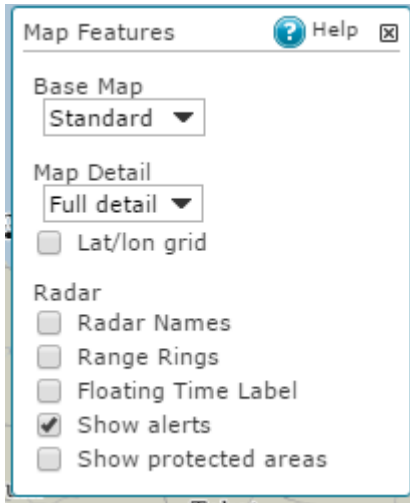 Map Features ? Help
Base Map
Standard
Map Detail
Full detail
Lat/lon grid
Radar
Radar Names
Range Rings
Floating Time Label
Show alerts
Show protected areas